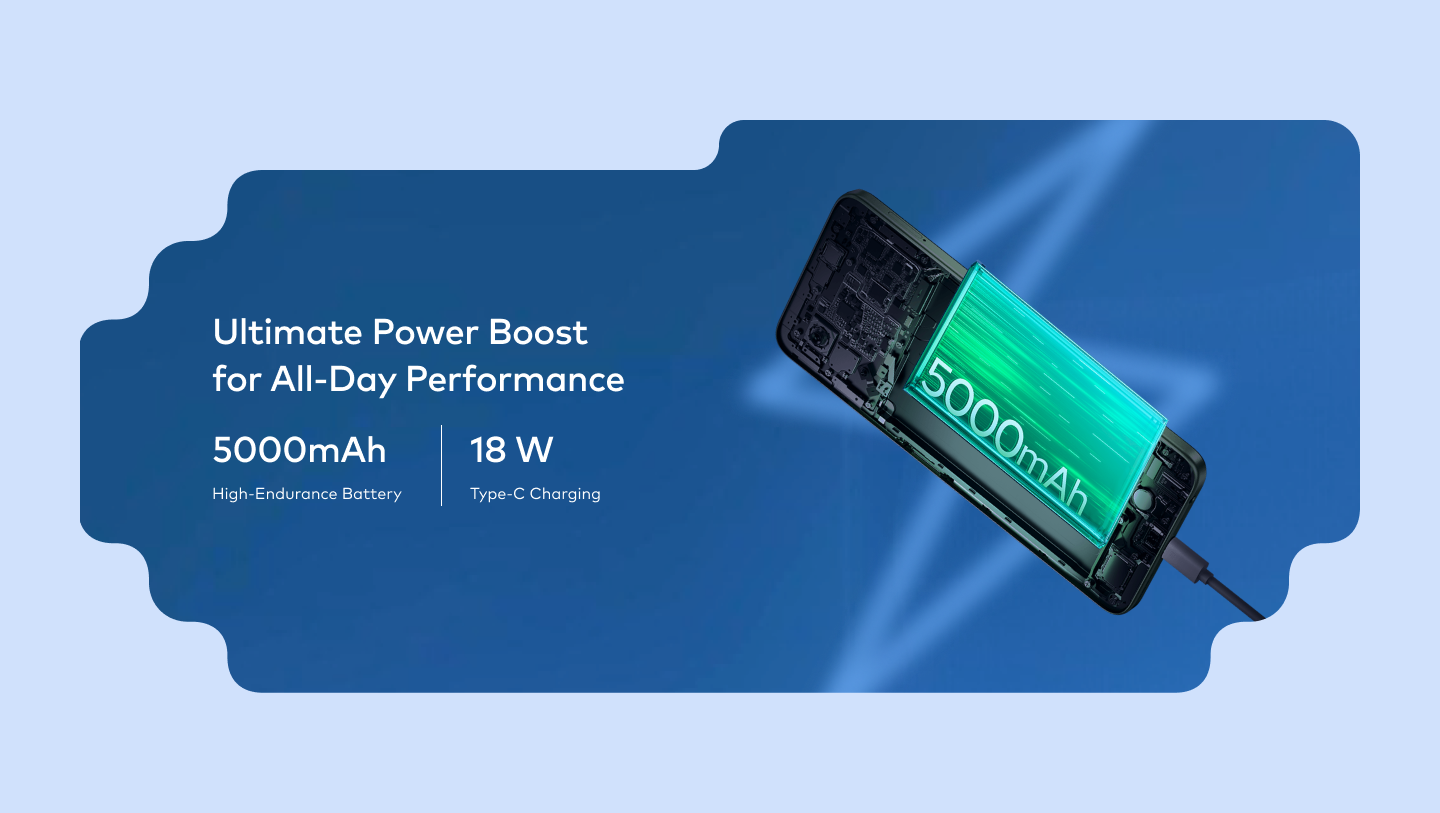 Ultimate Power Boost
for All-Day Performance
5000mAh
High-Endurance Battery
18 W
Type-C Charging
5000mAh